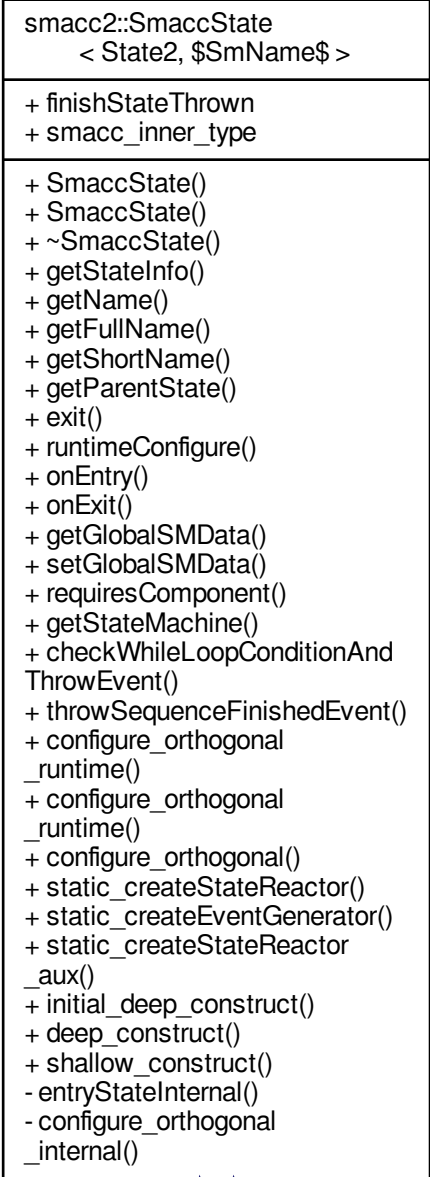 smacc2::SmaccState
< State2, $SmName$ >
+ finishStateThrown
+ smacc_inner_type
+ SmaccState()
+ SmaccState()
+ ~SmaccState()
+ getStateInfo()
+ getName()
+ getFullName()
+ getShortName()
+ getParentState()
+ exit()
+ runtimeConfigure()
+ onEntry()
+ onExit()
+ getGlobalSMData()
+ setGlobalSMData()
+ requiresComponent()
+ getStateMachine()
+ checkWhileLoopConditionAnd
ThrowEvent()
+ throwSequenceFinishedEvent()
+ configure_orthogonal
_runtime()
+ configure_orthogonal
_runtime()
+ configure_orthogonal()
+ static_createStateReactor()
+ static_createEventGenerator()
+ static_createStateReactor
_aux()
+ initial_deep_construct()
+ deep_construct()
+ shallow_construct()
- entryStateInternal()
- configure_orthogonal
_internal()